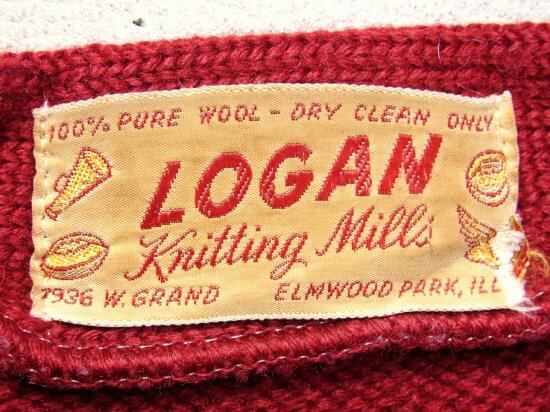 100% PURE WOOL - DRY CLEAN ONLY
LOGAN
Knitting Mills
7936 W. GRAND ELMWOOD PARK, ILL